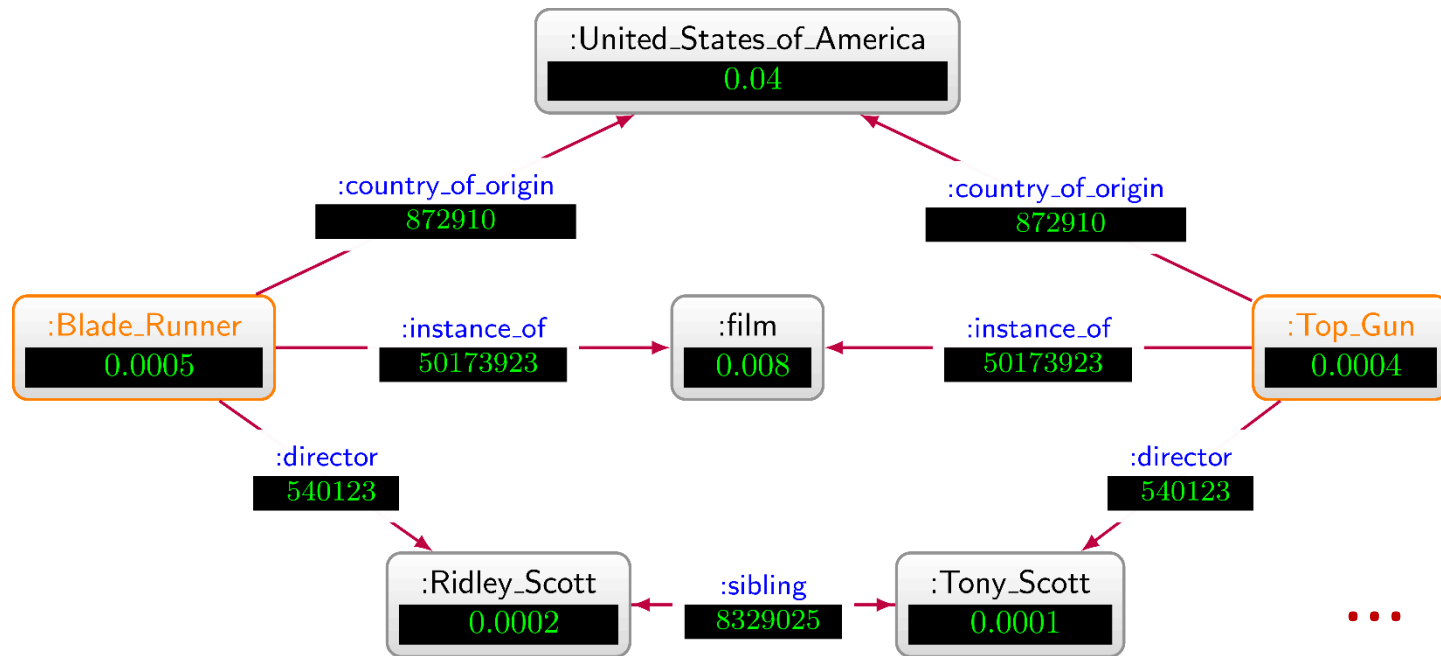 :United_States_of_America
0.04
:country_of_origin
872910
:country_of_origin
872910
:Blade_Runner
0.0005
:instance_of
50173923
:film
0.008
:instance_of
50173923
:Top_Gun
0.0004
:director
540123
:director
540123
:Ridley_Scott
0.0002
:sibling
8329025
:Tony_Scott
0.0001
...